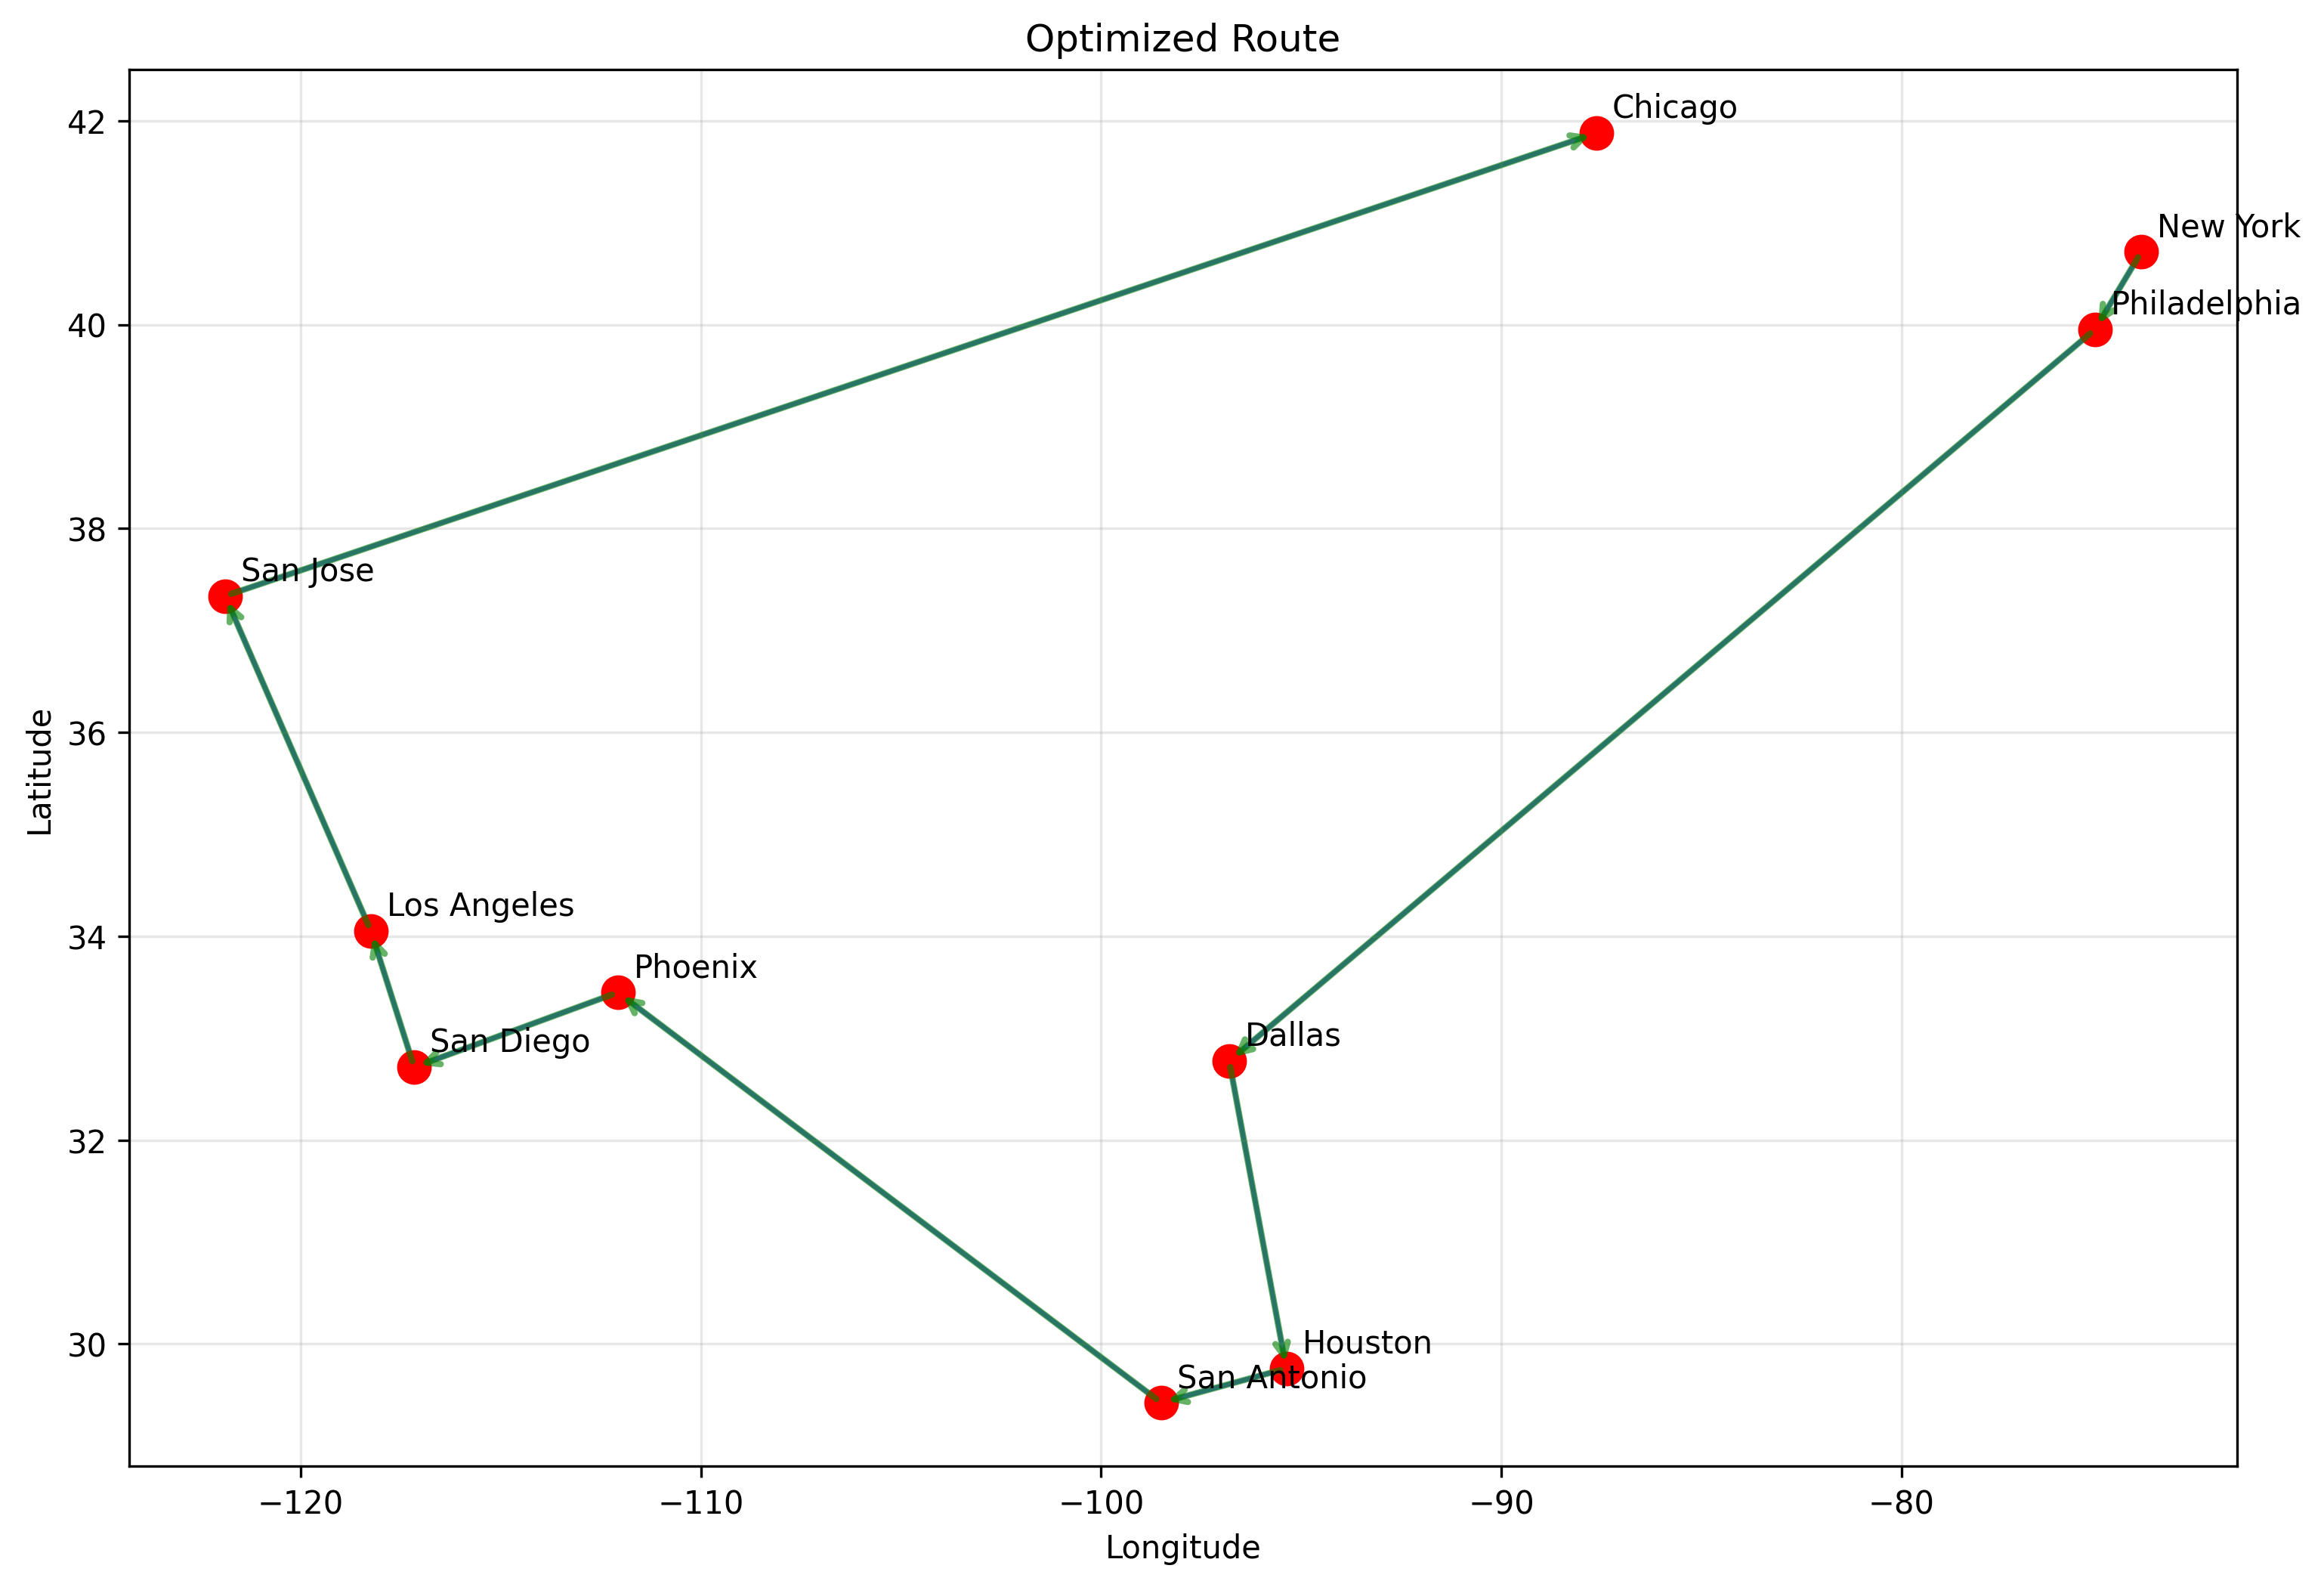 Optimized Route
Chicago
New York
Philadelphia
San Jose
Los Angeles
Phoenix
San Diego
Dallas
Houston
San Antonio
42
40
38
36
34
32
30
Latitude
−120
−110
−100
−90
−80
Longitude